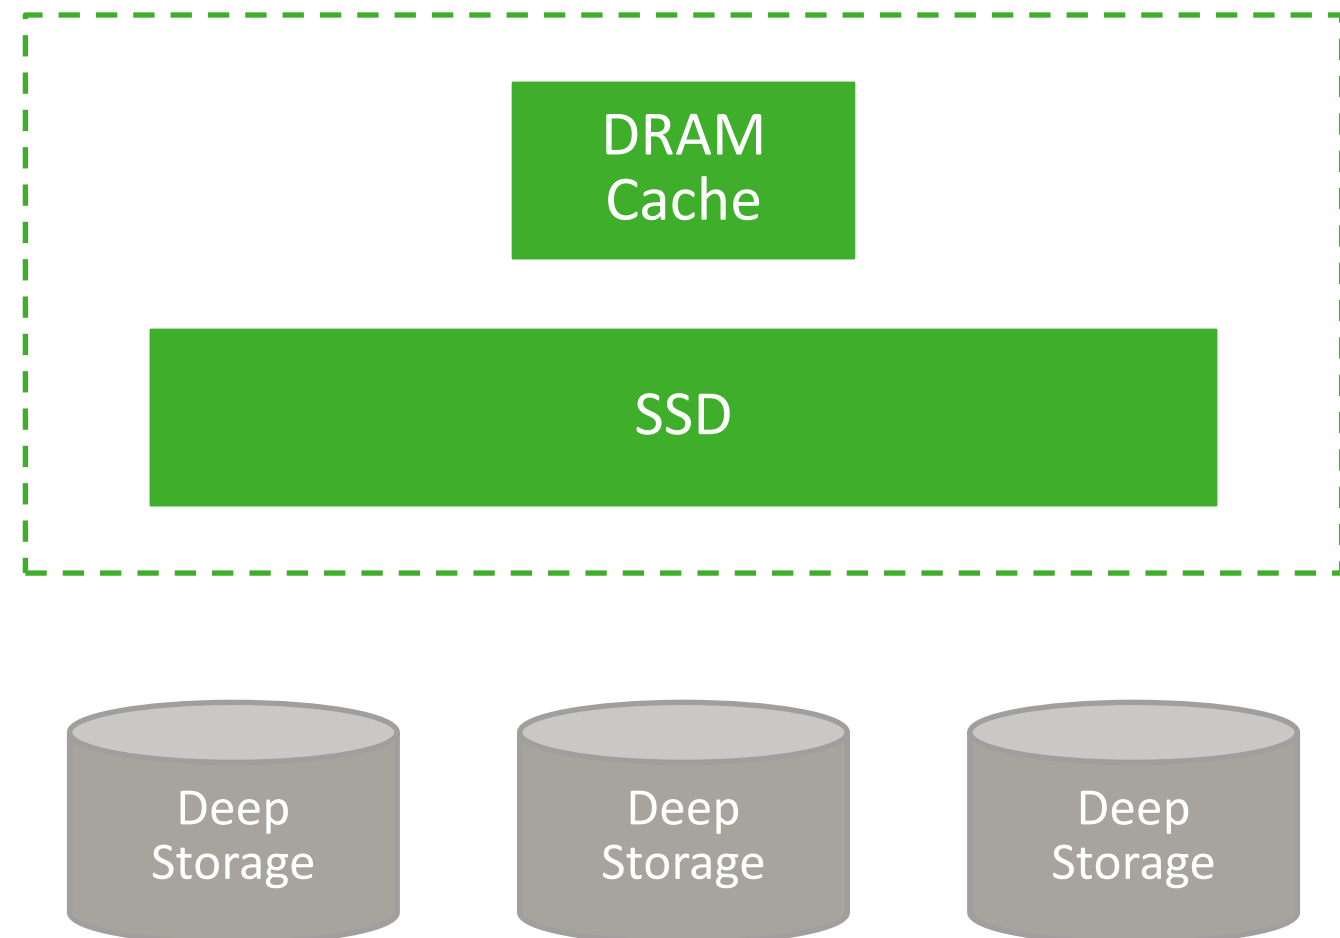 DRAM
Cache
SSD
Deep
Storage
Deep
Storage
Deep
Storage